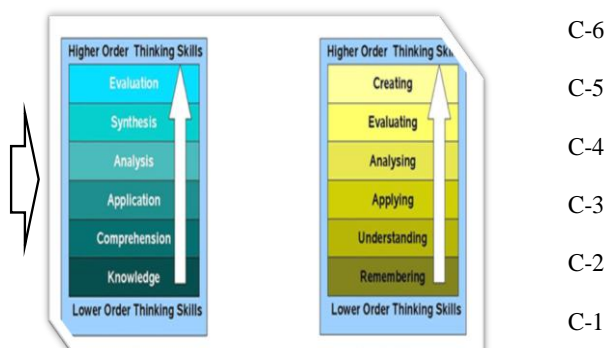 Higher Order Thinking Skills
Evaluation
Synthesis
Analysis
Application
Comprehension
Knowledge
Lower Order Thinking Skills
Higher Order Thinking
Creating
Evaluating
Analysing
Applying
Understanding
Remembering
Lower Order Thinking Skills
C-6
C-5
C-4
C-3
C-2
C-1